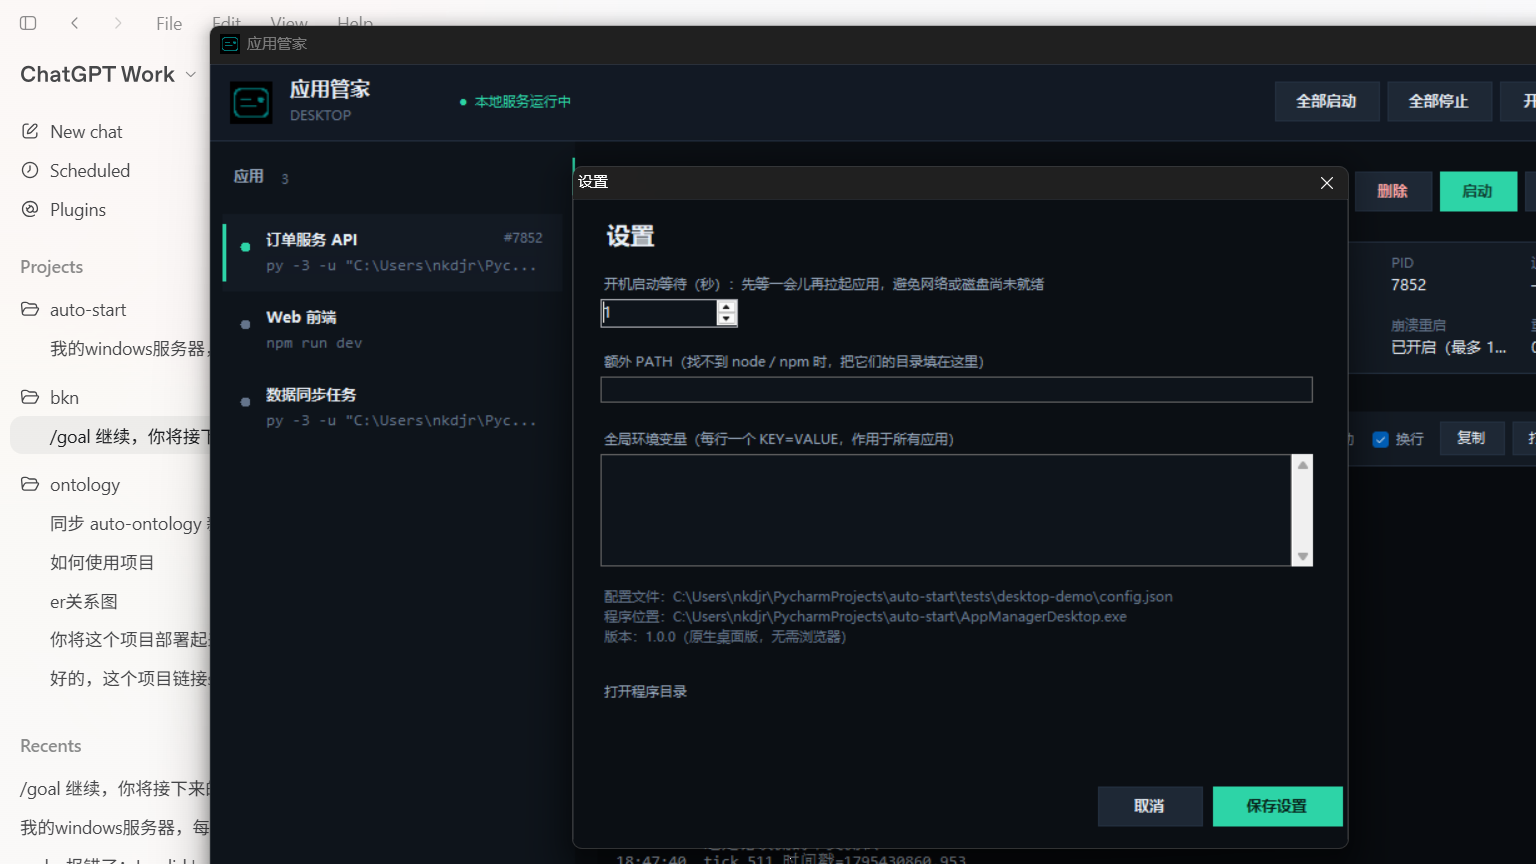 File Edit View Help
ChatGPT Work
New chat
Scheduled
Plugins
Projects
auto-start
我的windows服务器，
bkn
/goal 继续，你将接下
ontology
同步 auto-ontology
如何使用项目
er关系图
你将这个项目部署起
好的，这个项目链接
Recents
/goal 继续，你将接下来的
我的windows服务器，每
应用管家
应用管家
DESKTOP
本地服务运行中
全部启动
全部停止
开
应用 3
订单服务 API #7852
py -3 -u "C:\Users\nkdjr\Pyc...
Web 前端
npm run dev
数据同步任务
py -3 -u "C:\Users\nkdjr\Pyc...
删除
启动
PID
7852
崩溃重启
已开启（最多 1...
换行
复制
设置
设置
开机启动等待（秒）：先等一会儿再拉起应用，避免网络或磁盘尚未就绪
1
额外 PATH（找不到 node / npm 时，把它们的目录填在这里）
全局环境变量（每行一个 KEY=VALUE，作用于所有应用）
配置文件：C:\Users\nkdjr\PycharmProjects\auto-start\tests\desktop-demo\config.json
程序位置：C:\Users\nkdjr\PycharmProjects\auto-start\AppManagerDesktop.exe
版本：1.0.0（原生桌面版，无需浏览器）
打开程序目录
取消
保存设置
18:47:40 tick 511 时间戳=1795430860.953